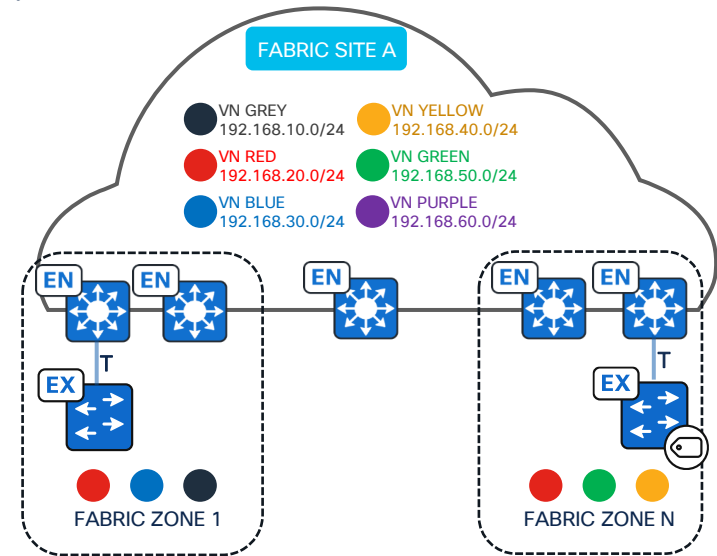 FABRIC SITE A
VN GREY
192.168.10.0/24
VN YELLOW
192.168.40.0/24
VN RED
192.168.20.0/24
VN GREEN
192.168.50.0/24
VN BLUE
192.168.30.0/24
VN PURPLE
192.168.60.0/24
EN
EN
EN
EN
EN
T
T
EX
EX
FABRIC ZONE 1
FABRIC ZONE N